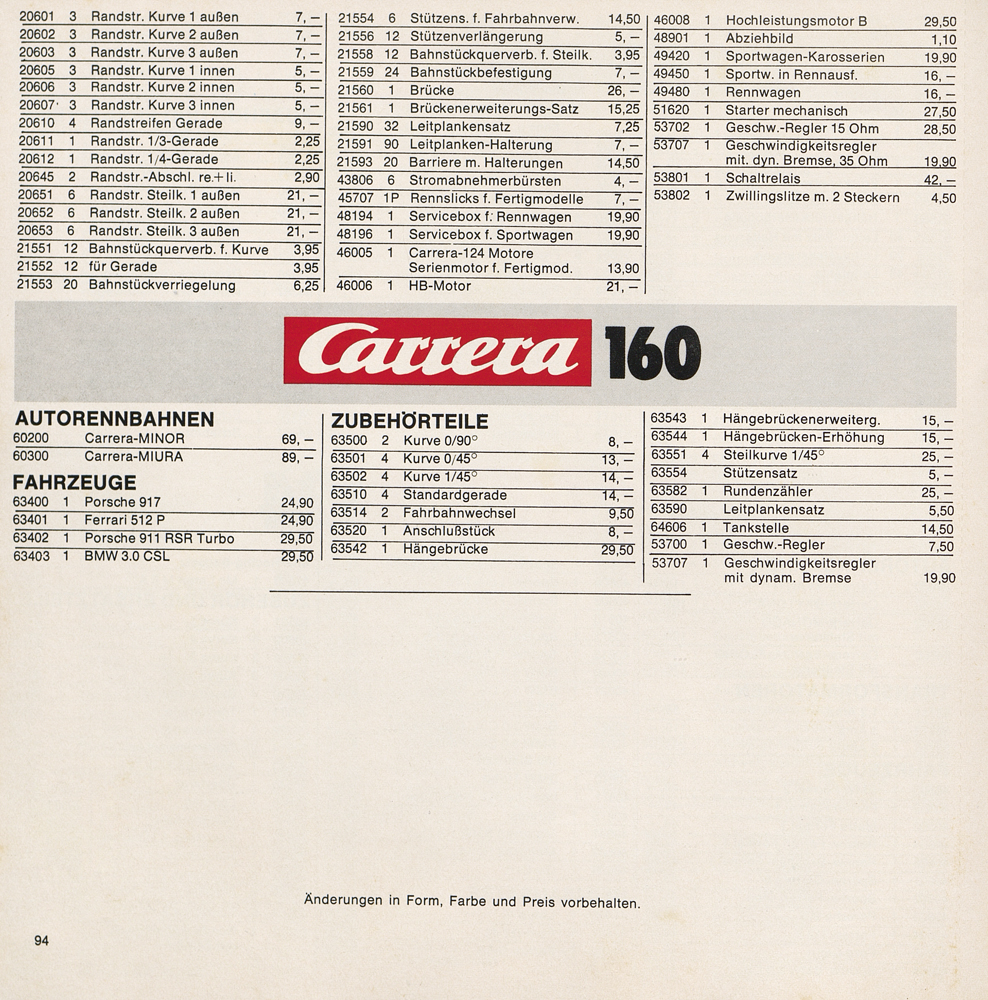 20601 3 Randstr. Kurve 1 außen 7,–
20602 3 Randstr. Kurve 2 außen 7,–
20603 3 Randstr. Kurve 3 außen 7,–
20605 3 Randstr. Kurve 1 innen 5,–
20606 3 Randstr. Kurve 2 innen 5,–
20607 3 Randstr. Kurve 3 innen 5,–
20610 4 Randstreifen Gerade 9,–
20611 1 Randstr. 1/3-Gerade 2,25
20612 1 Randstr. 1/4-Gerade 2,25
20645 2 Randstr.-Abschl. re.+li. 2,90
20651 6 Randstr. Steilk. 1 außen 21,–
20652 6 Randstr. Steilk. 2 außen 21,–
20653 6 Randstr. Steilk. 3 außen 21,–
21551 12 Bahnstückquerverb. f. Kurve 3,95
21552 12 für Gerade 3,95
21553 20 Bahnstückverriegelung 6,25
21554 6 Stützens. f. Fahrbahnverw. 14,50
21556 12 Stützenverlängerung 5,–
21558 12 Bahnstückquerverb. f. Steilk. 3,95
21559 24 Bahnstückbefestigung 7,–
21560 1 Brücke 26,–
21561 1 Brückenerweiterungs-Satz 15,25
21590 32 Leitplankensatz 7,25
21591 90 Leitplanken-Halterung 7,–
21593 20 Barriere m. Halterungen 14,50
43806 6 Stromabnehmerbürsten 4,–
45707 1P Rennslicks f. Fertigmodelle 7,–
48194 1 Servicebox f. Rennwagen 19,90
48196 1 Servicebox f. Sportwagen 19,90
46005 1 Carrera-124 Motore
Serienmotor f. Fertigmod. 13,90
46006 1 HB-Motor 21,–
46008 1 Hochleistungsmotor B 29,50
48901 1 Abziehbild 1,10
49420 1 Sportwagen-Karosserien 19,90
49450 1 Sportw. in Rennausf. 16,–
49480 1 Rennwagen 16,–
51620 1 Starter mechanisch 27,50
53702 1 Geschw.-Regler 15 Ohm 28,50
53707 1 Geschwindigkeitsregler
mit. dyn. Bremse, 35 Ohm 19,90
53801 1 Schaltrelais 42,–
53802 1 Zwillingslitze m. 2 Steckern 4,50
Carrera 160
AUTORENNBAHNEN
60200 Carrera-MINOR 69,–
60300 Carrera-MIURA 89,–
FAHRZEUGE
63400 1 Porsche 917 24,90
63401 1 Ferrari 512 P 24,90
63402 1 Porsche 911 RSR Turbo 29,50
63403 1 BMW 3.0 CSL 29,50
ZUBEHÖRTEILE
63500 2 Kurve 0/90° 8,–
63501 4 Kurve 0/45° 13,–
63502 4 Kurve 1/45° 14,–
63510 4 Standardgerade 14,–
63514 2 Fahrbahnwechsel 9,50
63520 1 Anschlußstück 8,–
63542 1 Hängebrücke 29,50
63543 1 Hängebrückenerweiterg. 15,–
63544 1 Hängebrücken-Erhöhung 15,–
63551 4 Steilkurve 1/45° 25,–
63554 Stützensatz 5,–
63582 1 Rundenzähler 25,–
63590 Leitplankensatz 5,50
64606 1 Tankstelle 14,50
53700 1 Geschw.-Regler 7,50
53707 1 Geschwindigkeitsregler
mit dynam. Bremse 19,90
Änderungen in Form, Farbe und Preis vorbehalten.
94